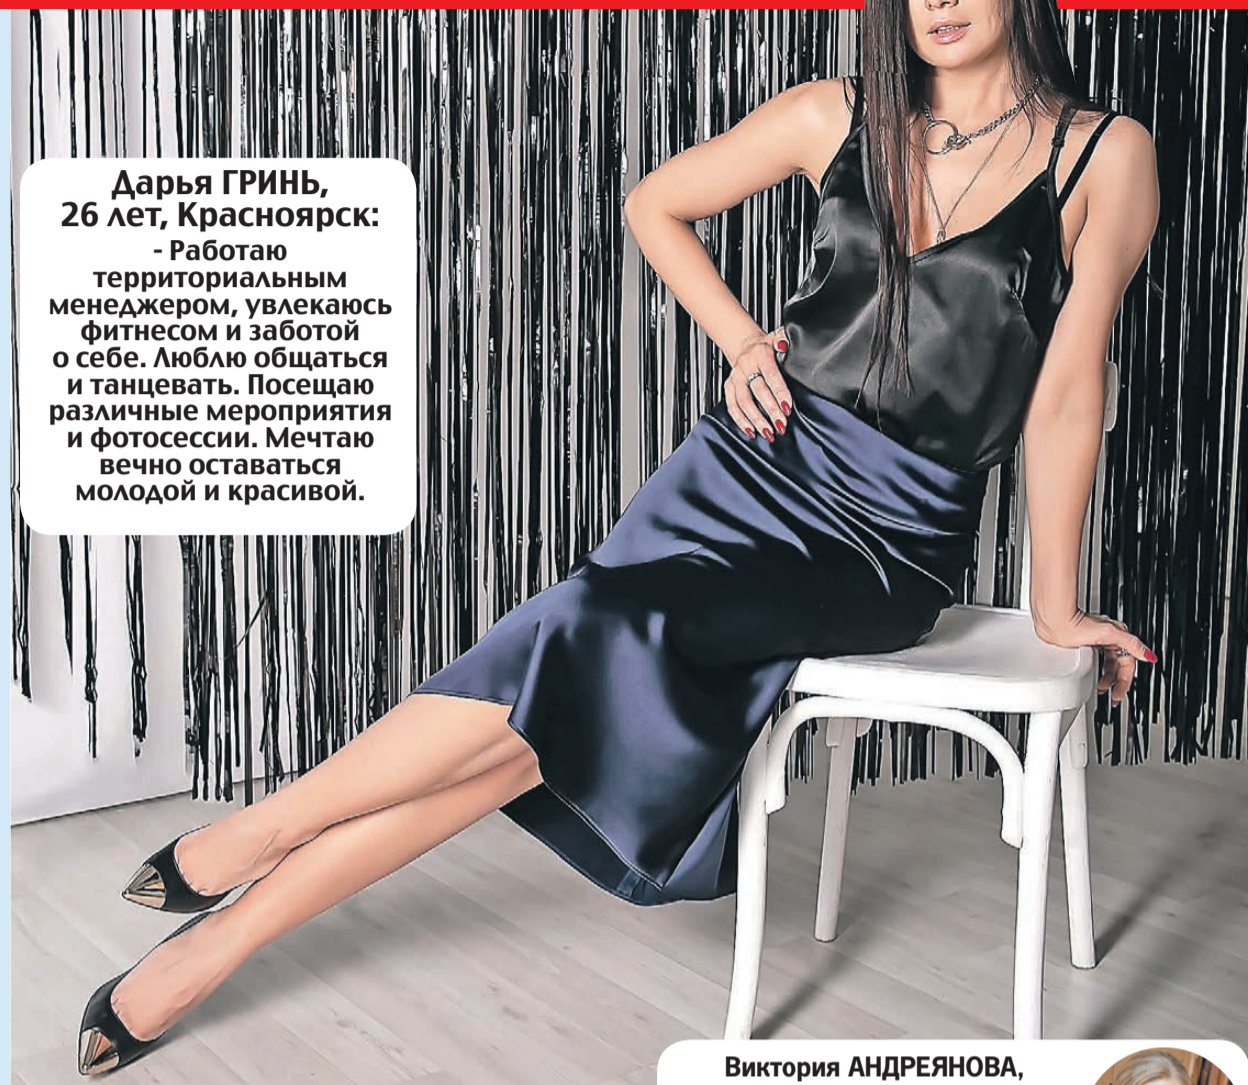 Дарья ГРИНЬ,
26 лет, Красноярск:
- Работаю
территориальным
менеджером, увлекаюсь
фитнесом и заботой
о себе. Люблю общаться
и танцевать. Посещаю
различные мероприятия
и фотосессии. Мечтаю
вечно оставаться
молодой и красивой.
Виктория АНДРЕЯНОВА,